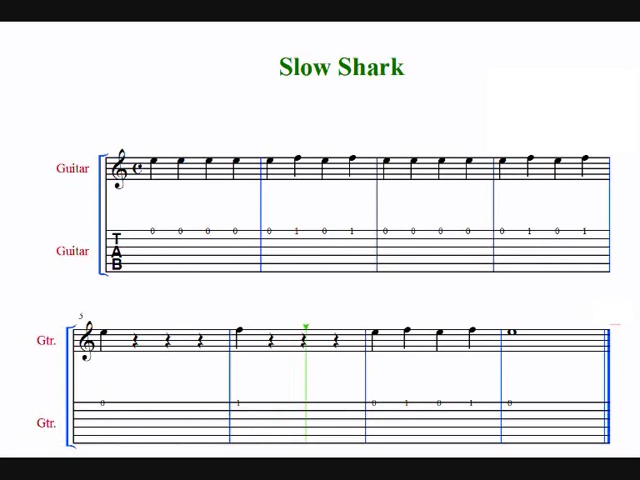 Slow Shark
Guitar
Guitar
T
A
B
0 0 0 0 0 1 0 1 0 0 0 0 0 1 0 1
5
Gtr.
Gtr.
0 1 0 1 0 1 0